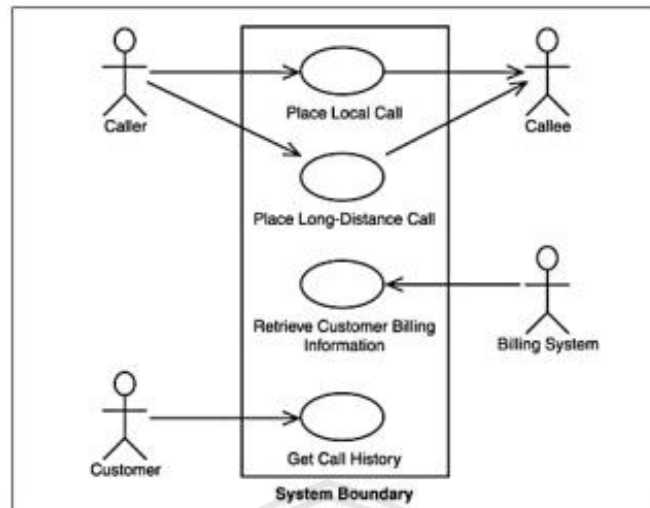 Place Local Call
Caller
Callee
Place Long-Distance Call
Retrieve Customer Billing
Information
Billing System
Get Call History
Customer
System Boundary